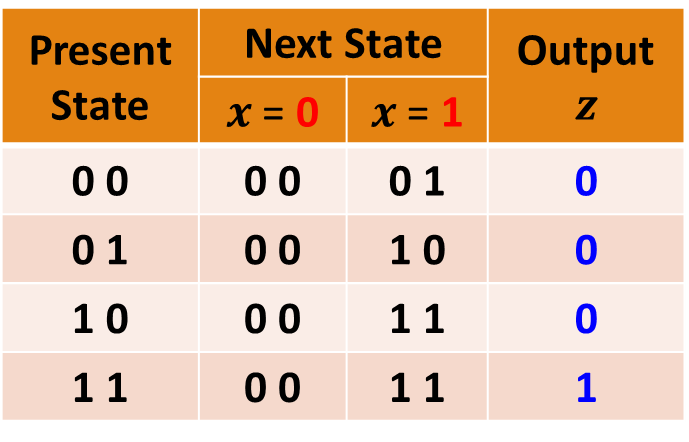 Present State Next State Output z
x = 0 x = 1
0 0 0 0 0 1 0
0 1 0 0 1 0 0
1 0 0 0 1 1 0
1 1 0 0 1 1 1